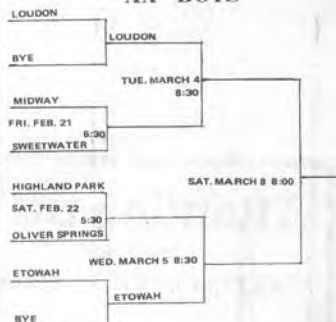 AA BOYS
LOUDON
LOUDON
BYE
TUE. MARCH 4
8:30
MIDWAY
FRI. FEB. 21
6:30
SWEETWATER
HIGHLAND PARK
SAT. MARCH 8 8:00
SAT. FEB. 22
5:30
OLIVER SPRINGS
WED. MARCH 5 8:30
ETOWAH
ETOWAH
BYE